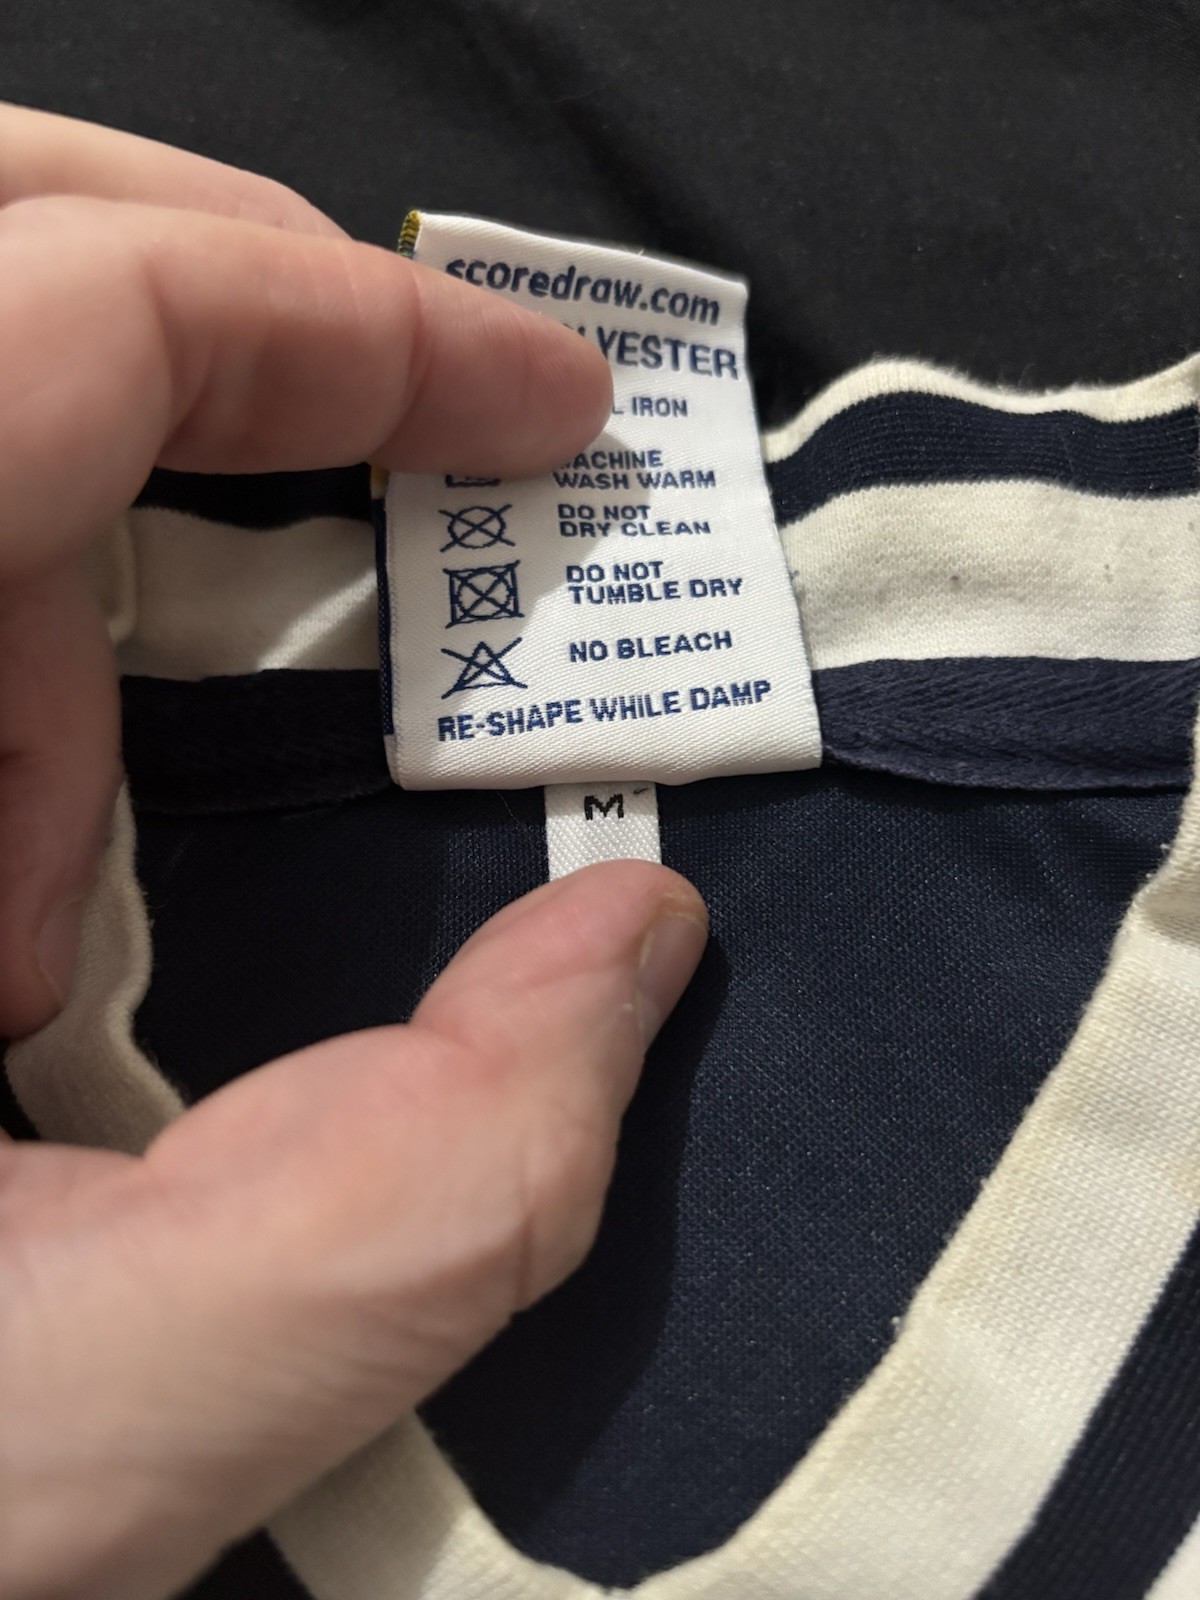 scoredraw.com
IRON
MACHINE
WASH WARM
DO NOT
DRY CLEAN
DO NOT
TUMBLE DRY
NO BLEACH
RE-SHAPE WHILE DAMP
M